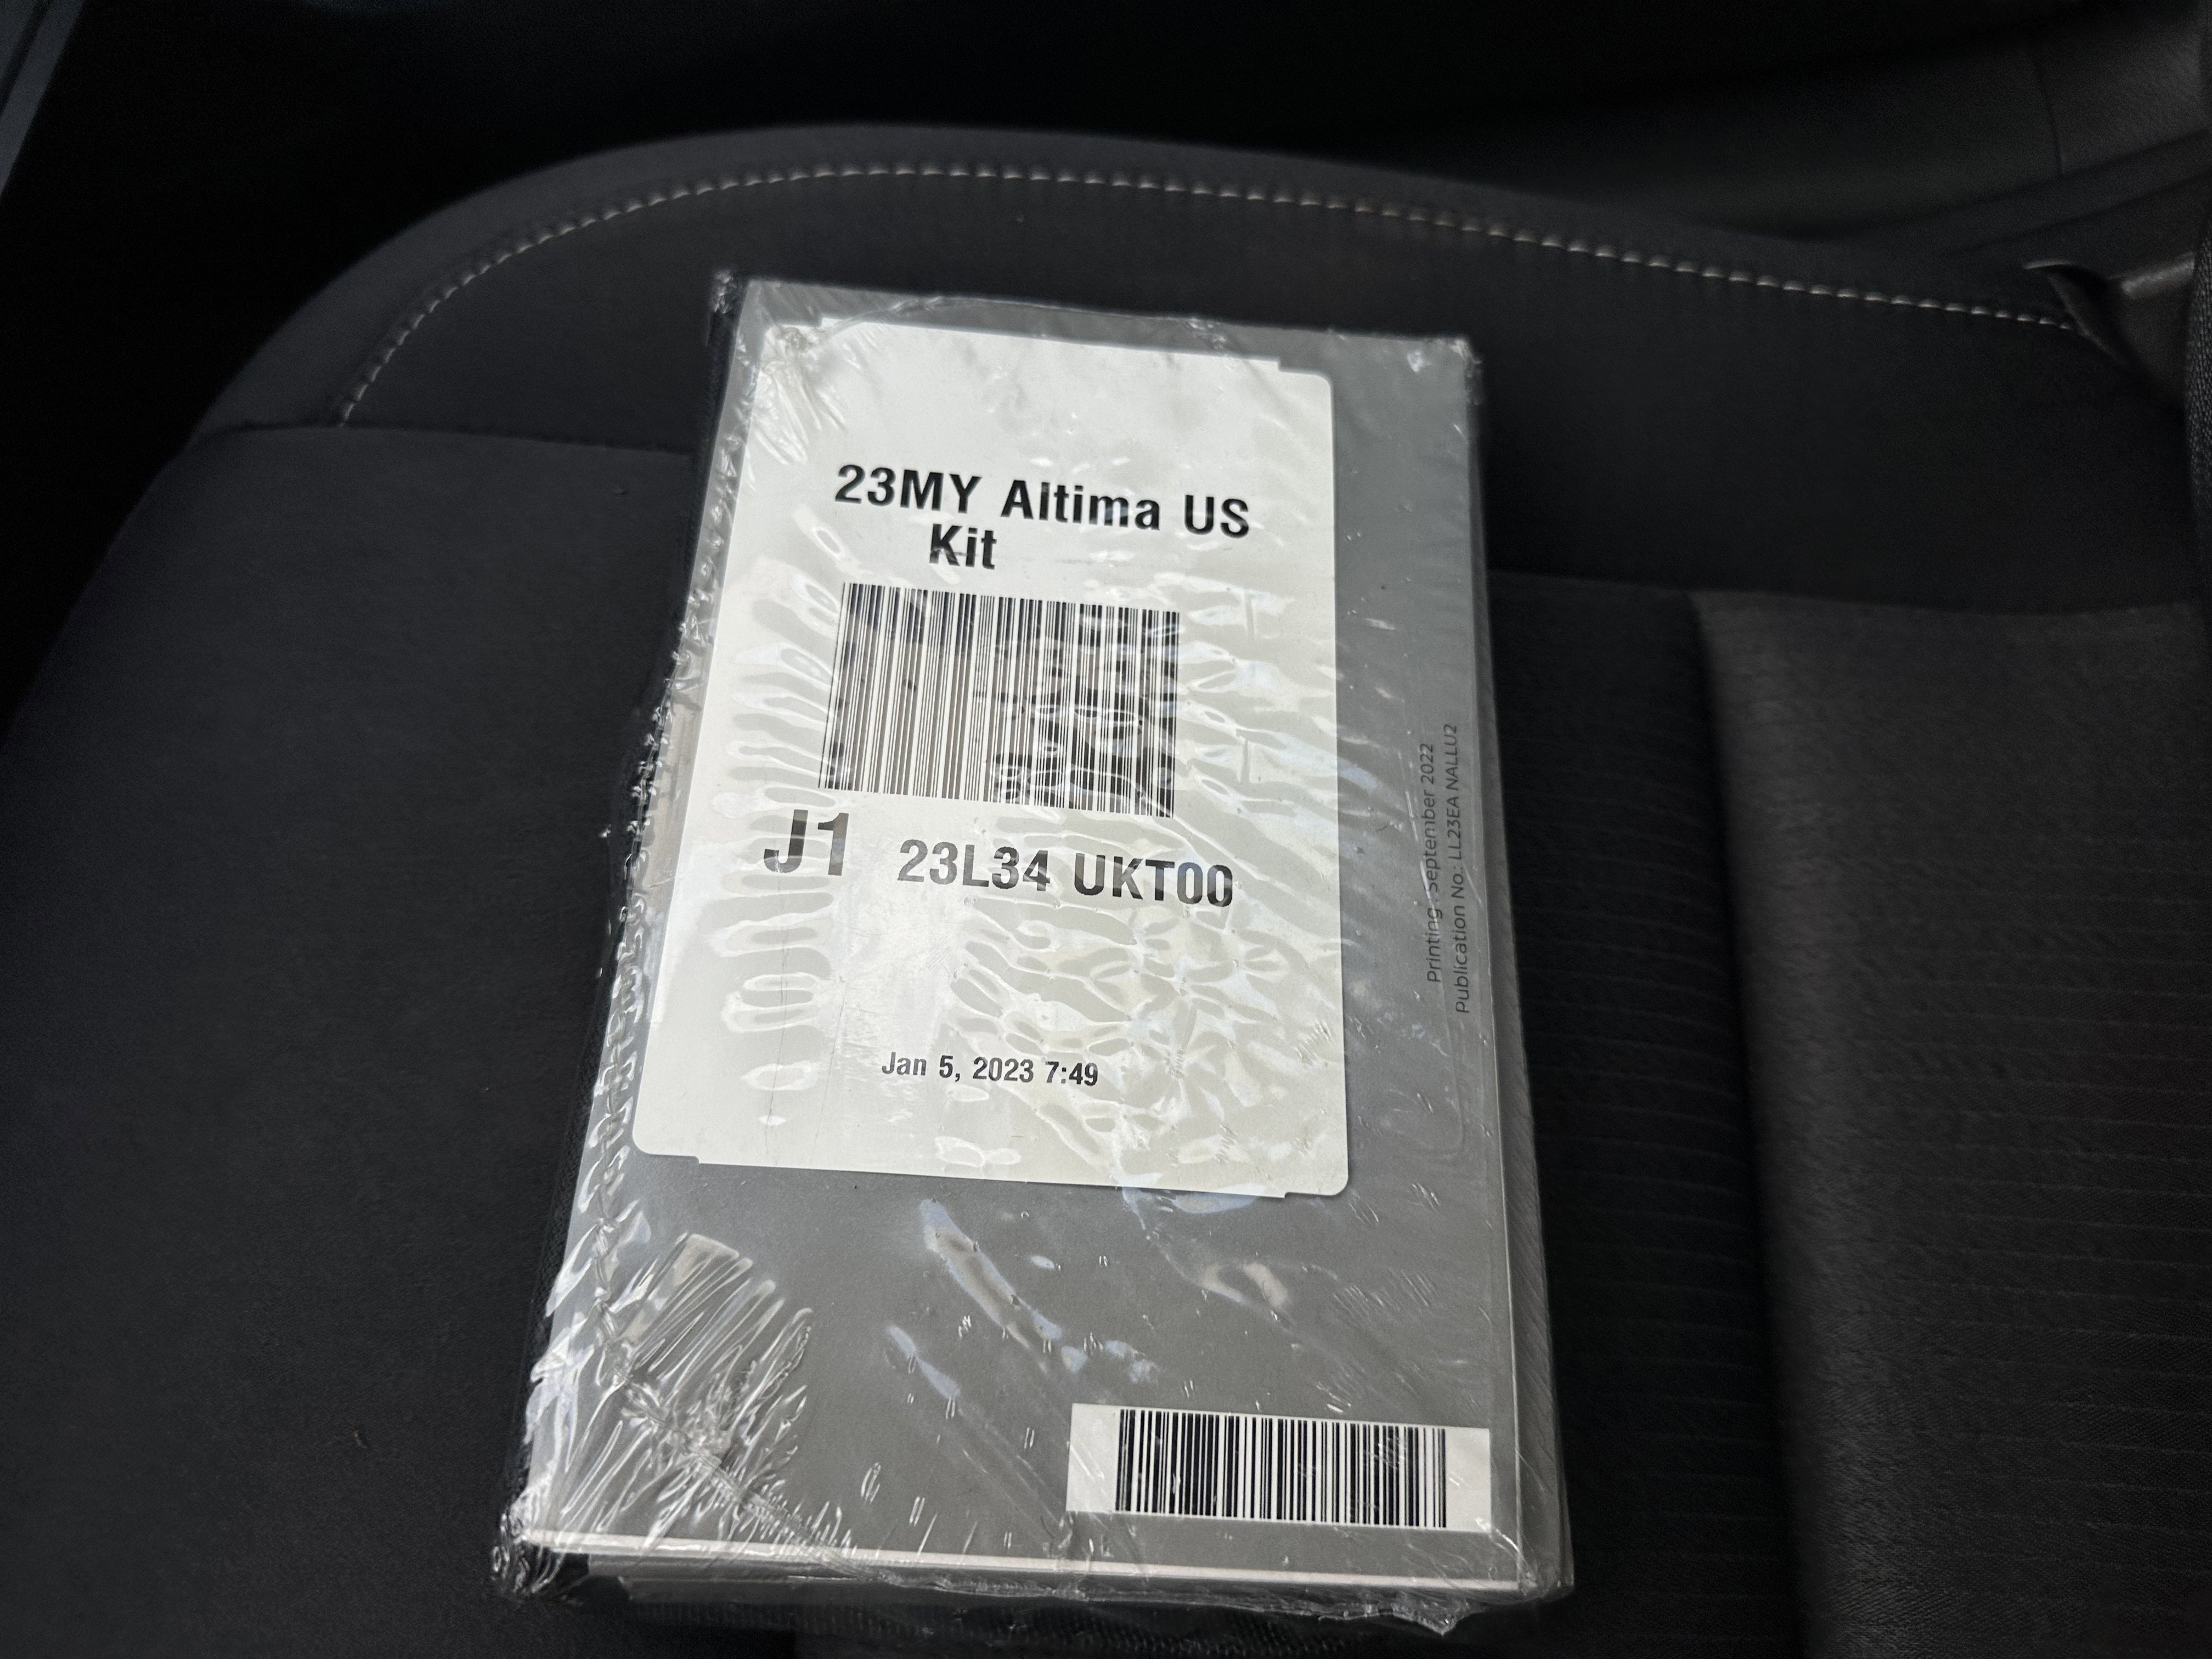 23MY Altima US
Kit
J1 23L34 UKT00
Jan 5, 2023 7:49
Printing : September 2022
Publication No.: LL23EA NALLU2